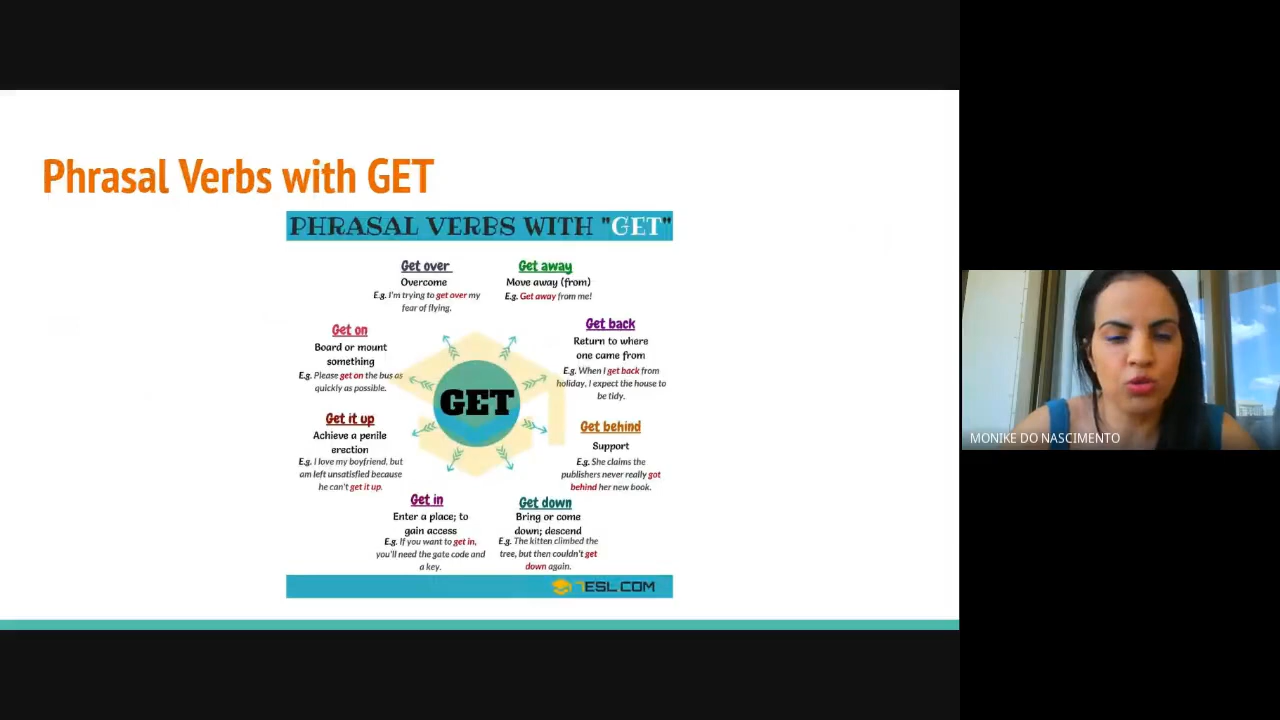 Phrasal Verbs with GET
PHRASAL VERBS WITH "GET"
Get over
Overcome
E.g. I'm trying to get over my
fear of flying.
Get away
Move away (from)
E.g. Get away from me!
Get on
Board or mount
something
E.g. Please get on the bus as
quickly as possible.
Get back
Return to where
one came from
E.g. When I get back from
holiday, I expect the house to
be tidy.
GET
Get it up
Achieve a penile
erection
E.g. I love my boyfriend, but
am left unsatisfied because
he can't get it up.
Get behind
Support
E.g. She claims the
publishers never really got
behind her new book.
Get in
Enter a place; to
gain access
E.g. If you want to get in,
you'll need the gate code and
a key.
Get down
Bring or come
down; descend
E.g. The kitten climbed the
tree, but then couldn't get
down again.
7ESL.COM
MONIKE DO NASCIMENTO